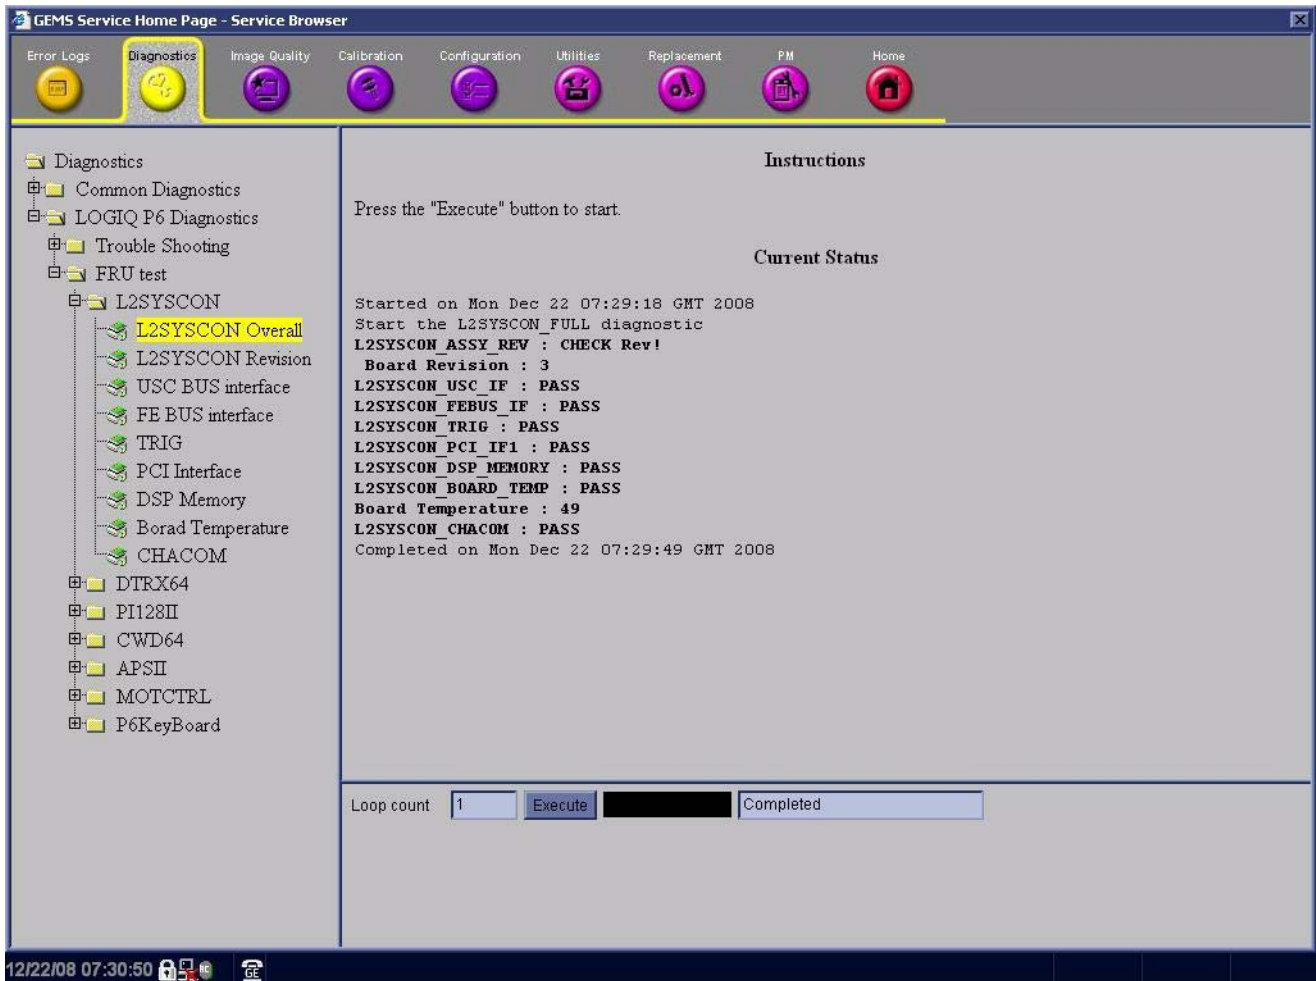 GEMS Service Home Page - Service Browser
Error Logs
Diagnostics
Image Quality
Calibration
Configuration
Utilities
Replacement
PM
Home
Diagnostics
Common Diagnostics
LOGIQ P6 Diagnostics
Trouble Shooting
FRU test
L2SYSCON
L2SYSCON Overall
L2SYSCON Revision
USC BUS interface
FE BUS interface
TRIG
PCI Interface
DSP Memory
Borad Temperature
CHACOM
DTRX64
PI128II
CWD64
APSII
MOTCTRL
P6KeyBoard
Instructions
Press the "Execute" button to start.
Current Status
Started on Mon Dec 22 07:29:18 GMT 2008
Start the L2SYSCON_FULL diagnostic
L2SYSCON_ASSY_REV : CHECK Rev!
Board Revision : 3
L2SYSCON_USC_IF : PASS
L2SYSCON_FEBUS_IF : PASS
L2SYSCON_TRIG : PASS
L2SYSCON_PCI_IF1 : PASS
L2SYSCON_DSP_MEMORY : PASS
L2SYSCON_BOARD_TEMP : PASS
Board Temperature : 49
L2SYSCON_CHACOM : PASS
Completed on Mon Dec 22 07:29:49 GMT 2008
Loop count 1 Execute Completed
12/22/08 07:30:50 GE